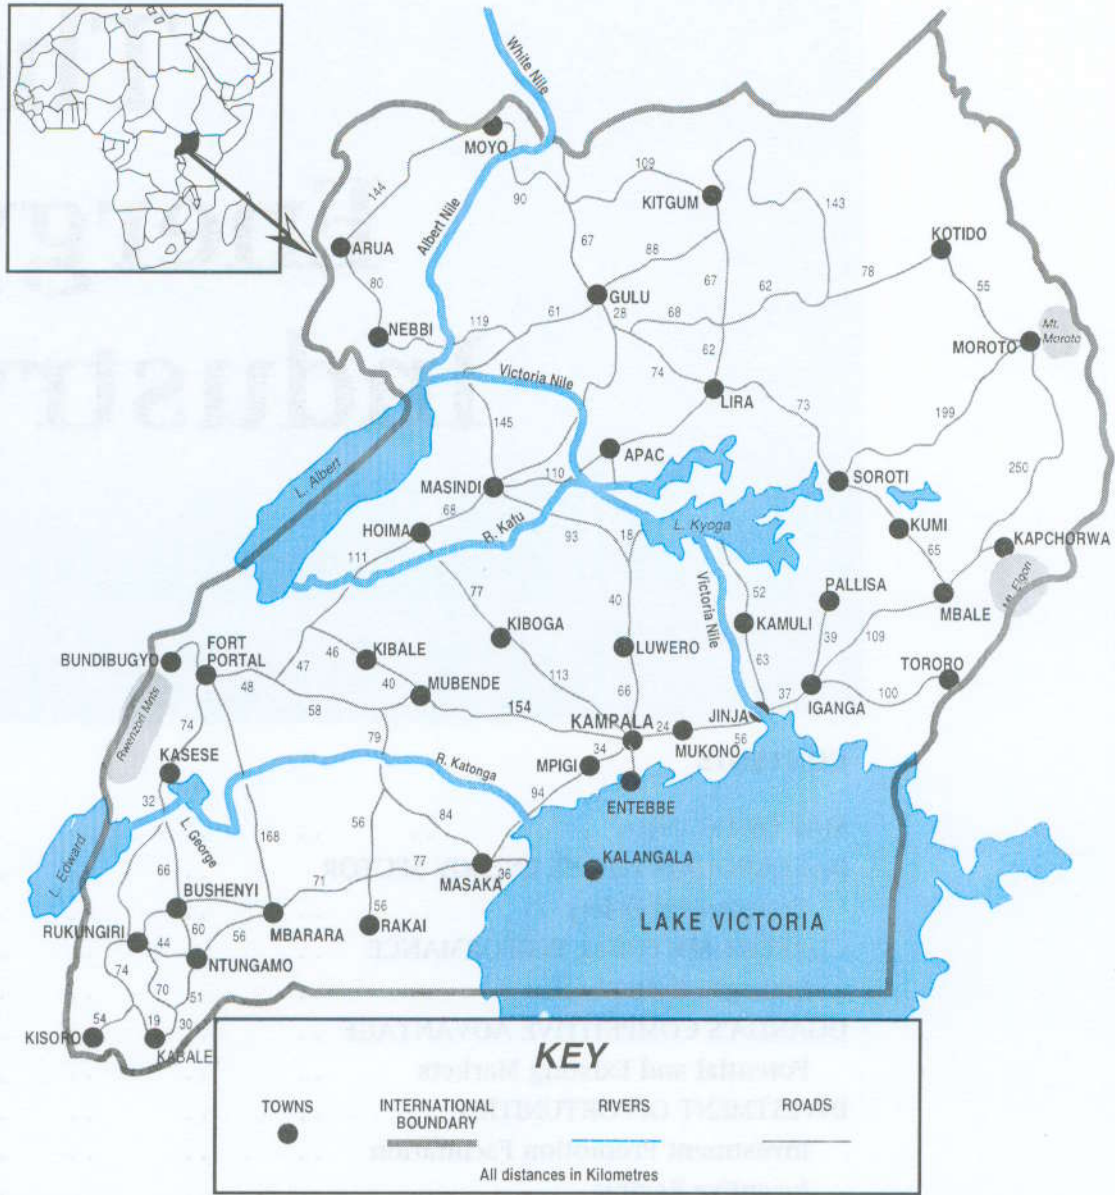 White Nile
MOYO
109
KITGUM
144
90
143
Albert Nile
KOTIDO
ARUA
67
88
78
80
67
62
55
GULU
28
68
NEBBI
119
61
MOROTO
Mt. Moroto
62
Victoria Nile
74
LIRA
73
199
145
APAC
250
L. Albert
MASINDI
110
SOROTI
68
HOIMA
R. Kafu
93
18
L. Kyoga
KUMI
KAPCHORWA
111
65
77
52
PALLISA
Mt. Elgon
40
Victoria Nile
MBALE
KIBOGA
KAMULI
FORT
PORTAL
BUNDIBUGYO
46
KIBALE
LUWERO
39
109
47
113
63
TORORO
48
40
MUBENDE
66
37
100
58
154
IGANGA
Rwenzori Mnts
74
KAMPALA
24
JINJA
MUKONO
56
KASESE
79
R. Katonga
34
MPIGI
32
94
ENTEBBE
L. George
168
56
84
L. Edward
77
MASAKA
36
KALANGALA
66
BUSHENYI
71
LAKE VICTORIA
RUKUNGIRI
60
56
MBARARA
56
RAKAI
44
NTUNGAMO
74
70
51
54
19
30
KISORO
KABALE
KEY
TOWNS
INTERNATIONAL
BOUNDARY
RIVERS
ROADS
All distances in Kilometres